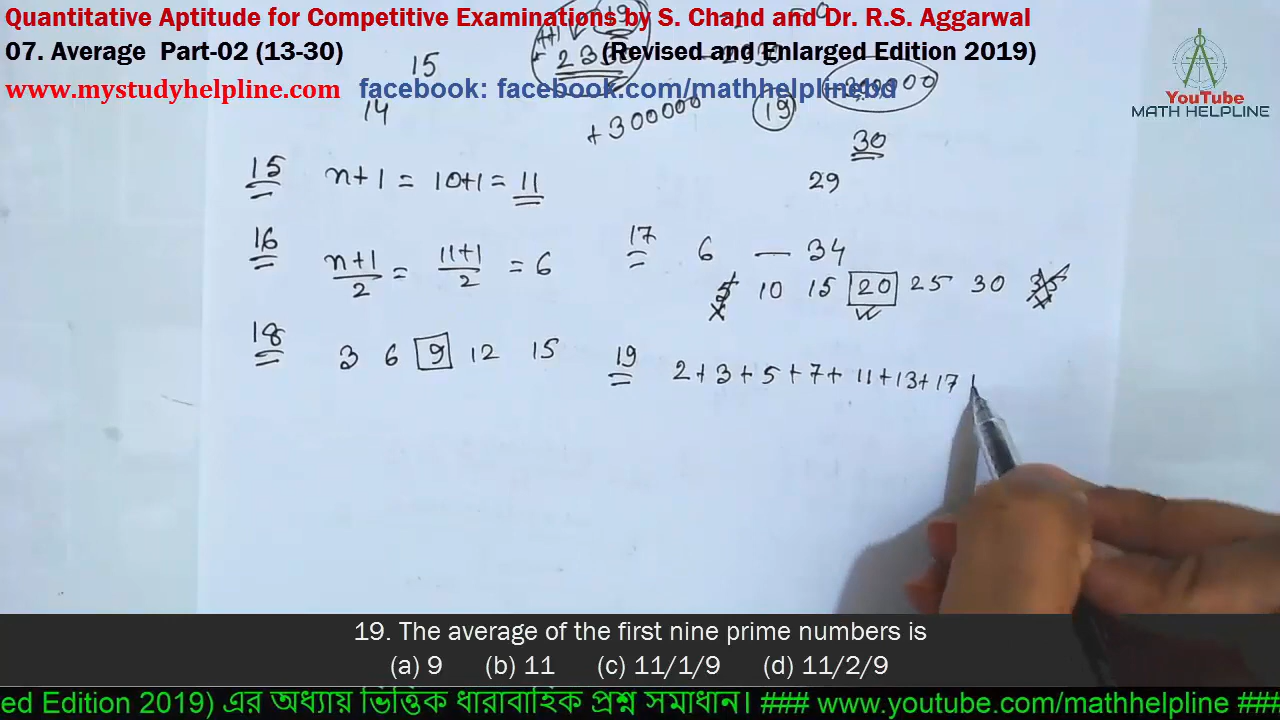 Quantitative Aptitude for Competitive Examinations by S. Chand and Dr. R.S. Aggarwal
07. Average Part-02 (13-30) (Revised and Enlarged Edition 2019)
www.mystudyhelpline.com facebook: facebook.com/mathhelplinebd
YouTube
MATH HELPLINE
15
14
+300000
19
30
29
15 n+1 = 10+1 = 11
16 n+1/2 = 11+1/2 = 6
17 6 — 34
5 10 15 20 25 30 35
18 3 6 9 12 15
19 2+3+5+7+11+13+17
19. The average of the first nine prime numbers is
(a) 9 (b) 11 (c) 11/1/9 (d) 11/2/9
ed Edition 2019) এর অধ্যায় ভিত্তিক ধারাবাহিক প্রশ্ন সমাধান। ### www.youtube.com/mathhelpline ###